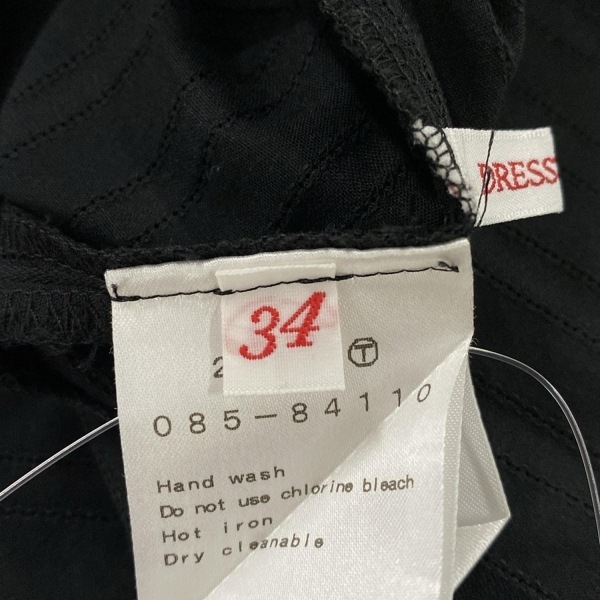 DRESS
34
2 Ⓣ
085-84110
Hand wash
Do not use chlorine bleach
Hot iron
Dry cleanable